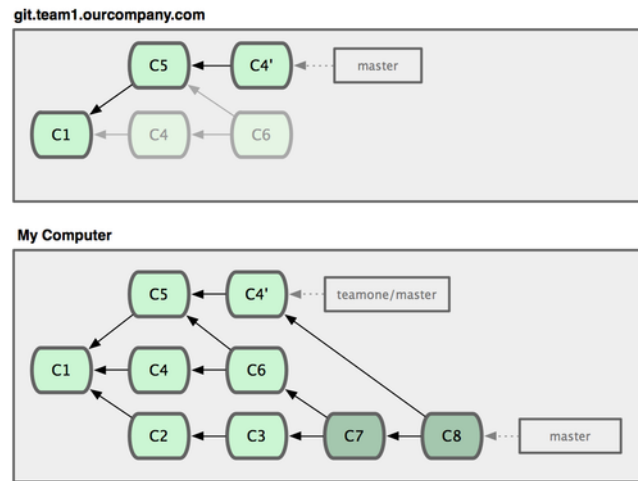 git.team1.ourcompany.com
C5 C4' master
C1 C4 C6
My Computer
C5 C4' teamone/master
C1 C4 C6
C2 C3 C7 C8 master